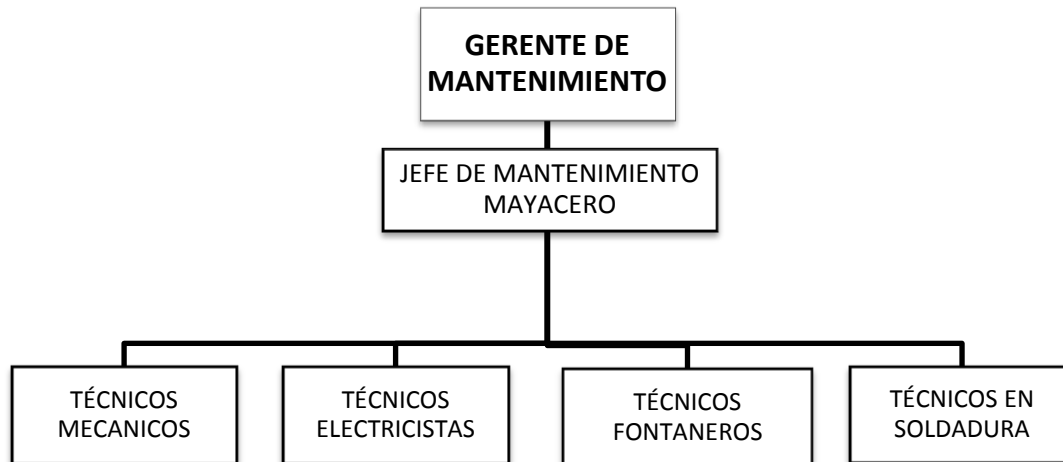 GERENTE DE
MANTENIMIENTO
JEFE DE MANTENIMIENTO
MAYACERO
TÉCNICOS
MECANICOS
TÉCNICOS
ELECTRICISTAS
TÉCNICOS
FONTANEROS
TÉCNICOS EN
SOLDADURA